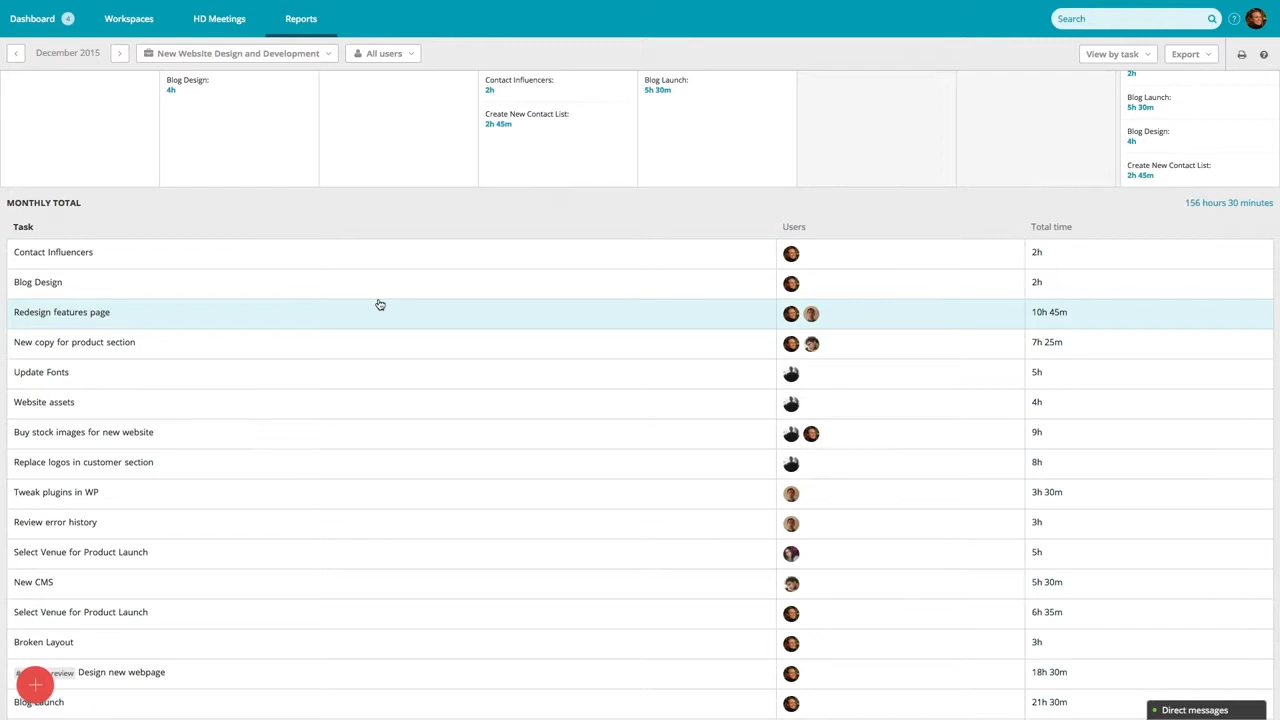 Dashboard 4 Workspaces HD Meetings Reports Search ?
< December 2015 > New Website Design and Development All users View by task Export ?
Blog Design:
4h
Contact Influencers:
2h
Create New Contact List:
2h 45m
Blog Launch:
5h 30m
2h
Blog Launch:
5h 30m
Blog Design:
4h
Create New Contact List:
2h 45m
MONTHLY TOTAL 156 hours 30 minutes
Task Users Total time
Contact Influencers 2h
Blog Design 2h
Redesign features page 10h 45m
New copy for product section 7h 25m
Update Fonts 5h
Website assets 4h
Buy stock images for new website 9h
Replace logos in customer section 8h
Tweak plugins in WP 3h 30m
Review error history 3h
Select Venue for Product Launch 5h
New CMS 5h 30m
Select Venue for Product Launch 6h 35m
Broken Layout 3h
review Design new webpage 18h 30m
Blog Launch 21h 30m
Direct messages